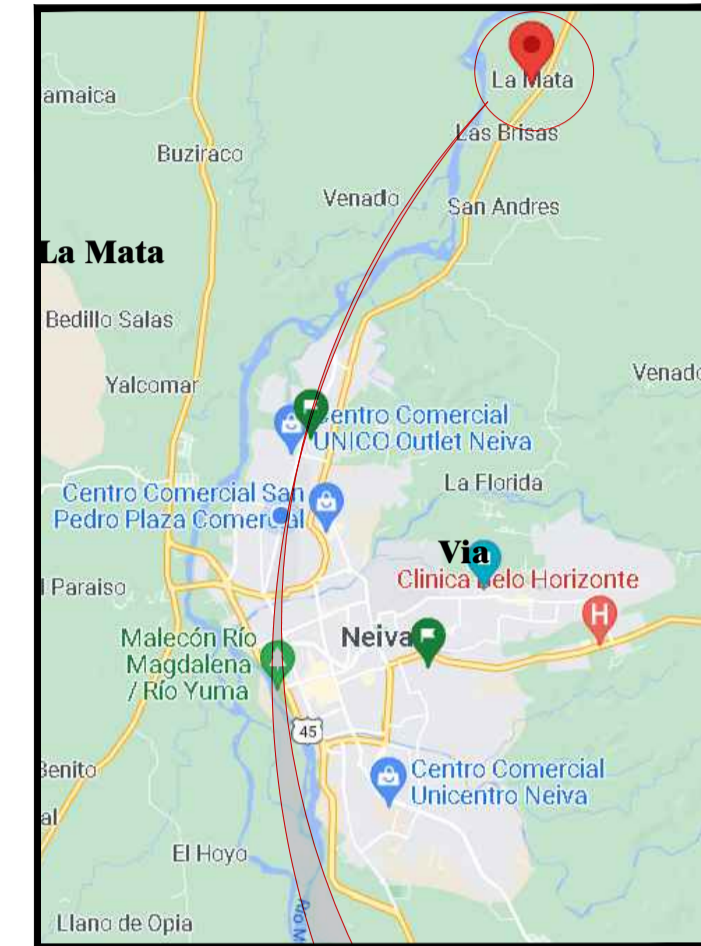 La Mata
amaica
Las Brisas
Buziraco
Venado
San Andres
La Mata
Bedillo Salas
Venado
Yalcomar
Centro Comercial
UNICO Outlet Neiva
La Florida
Centro Comercial San
Pedro Plaza Comercial
Via
Clinica Belo Horizonte
l Paraiso
H
Malecón Río
Magdalena
/ Río Yuma
Neiva
45
Benito
Centro Comercial
Unicentro Neiva
al
El Hoyo
Llano de Opia
Río M